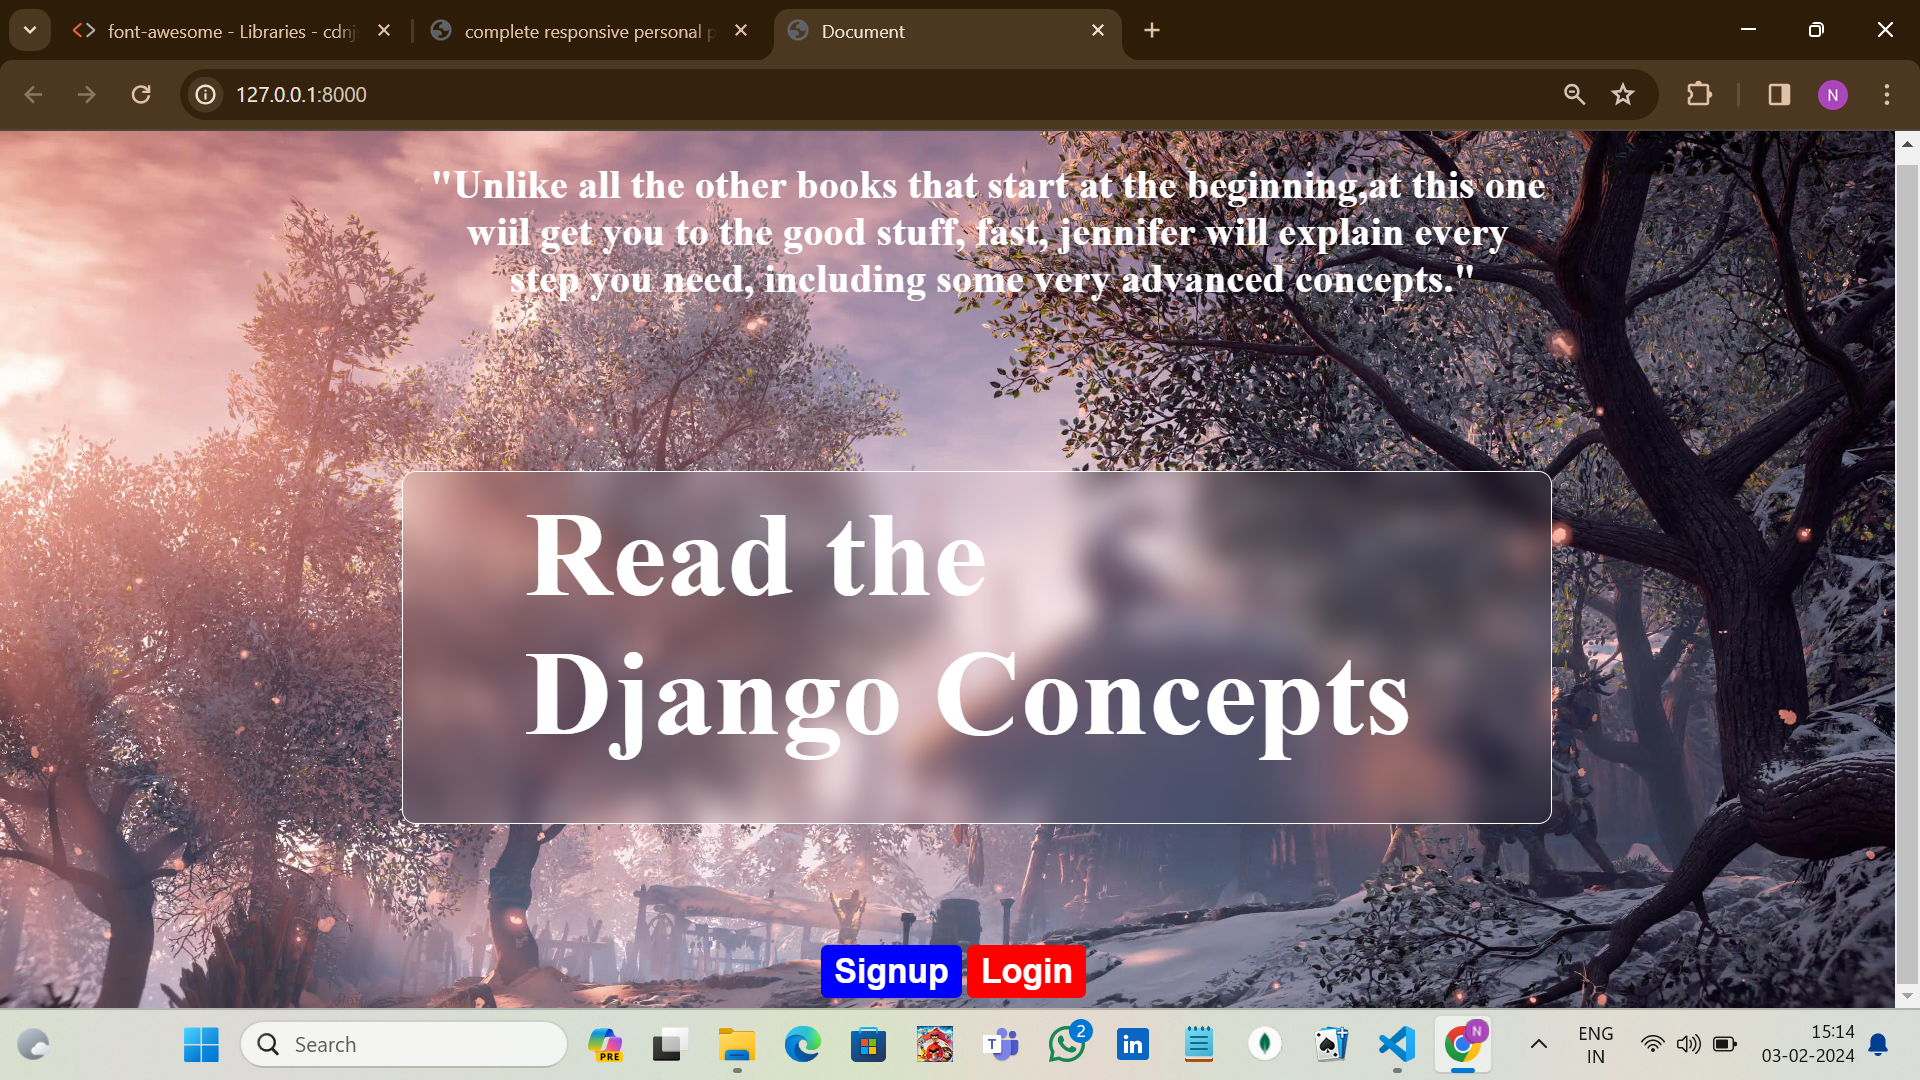 font-awesome - Libraries - cdnj
complete responsive personal p
Document
127.0.0.1:8000
N
"Unlike all the other books that start at the beginning,at this one
wiil get you to the good stuff, fast, jennifer will explain every
step you need, including some very advanced concepts."
Read the
Django Concepts
Signup Login
Search
PRE
T
2
in
N
ENG
IN
15:14
03-02-2024